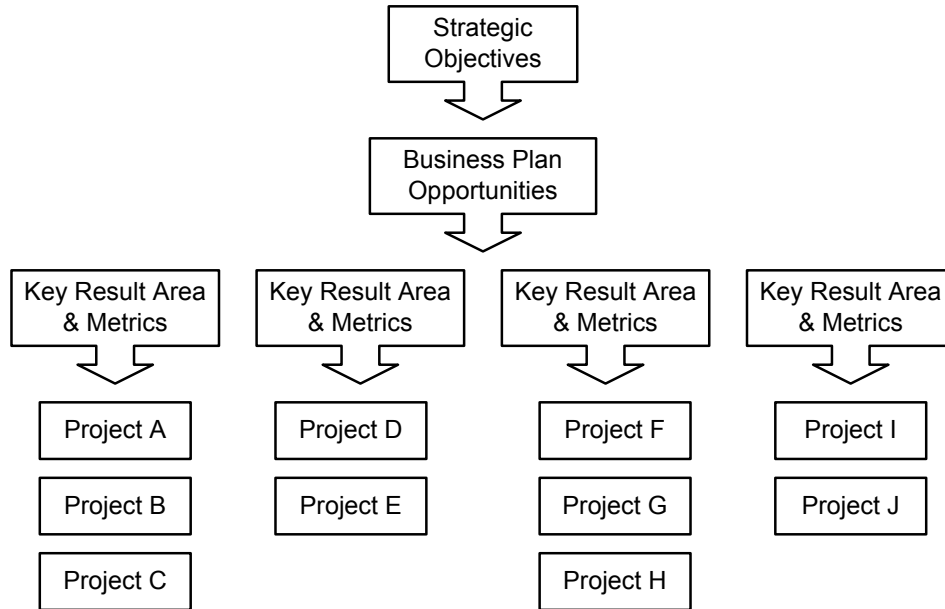 Strategic
Objectives
Business Plan
Opportunities
Key Result Area
& Metrics
Key Result Area
& Metrics
Key Result Area
& Metrics
Key Result Area
& Metrics
Project A
Project D
Project F
Project I
Project B
Project E
Project G
Project J
Project C
Project H